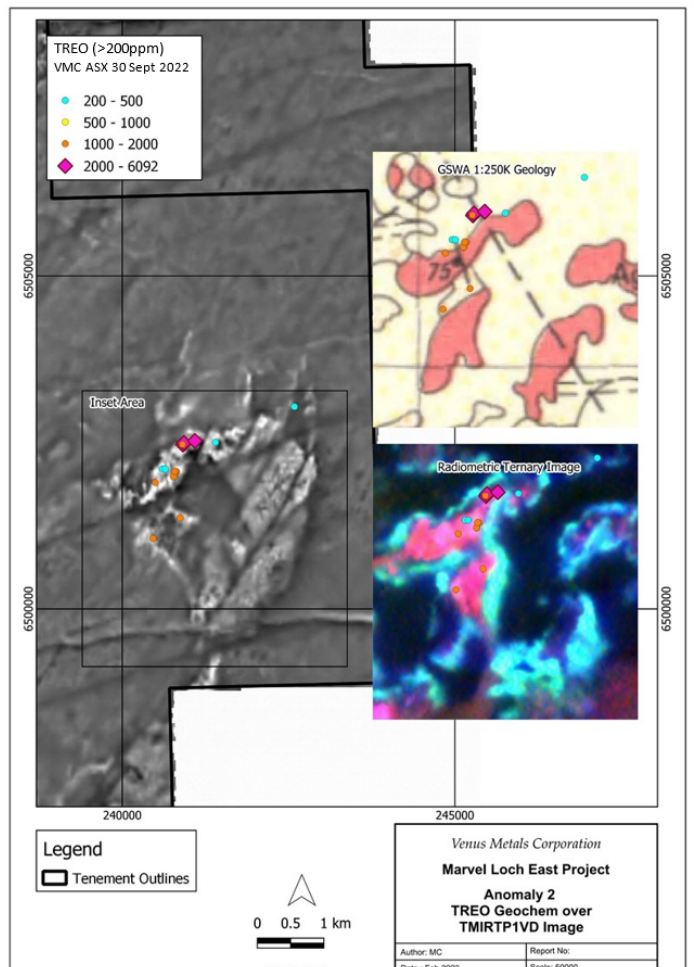 TREO (>200ppm)
VMC ASX 30 Sept 2022
200 - 500
500 - 1000
1000 - 2000
2000 - 6092
GSWA 1:250K Geology
75
Ag
6505000
6505000
Inset Area
Radiometric Ternary Image
6500000
6500000
240000
245000
Legend
Tenement Outlines
0 0.5 1 km
Venus Metals Corporation
Marvel Loch East Project
Anomaly 2
TREO Geochem over
TMIRTP1VD Image
Author: MC
Report No: